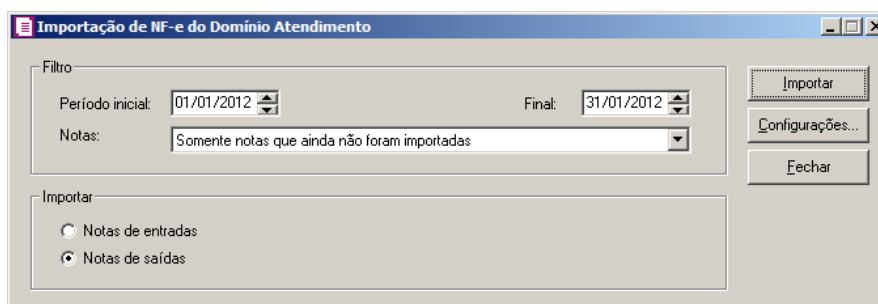 Importação de NF-e do Domínio Atendimento
Filtro
Período inicial: 01/01/2012 Final: 31/01/2012
Notas: Somente notas que ainda não foram importadas
Importar
Configurações...
Fechar
Importar
Notas de entradas
Notas de saídas